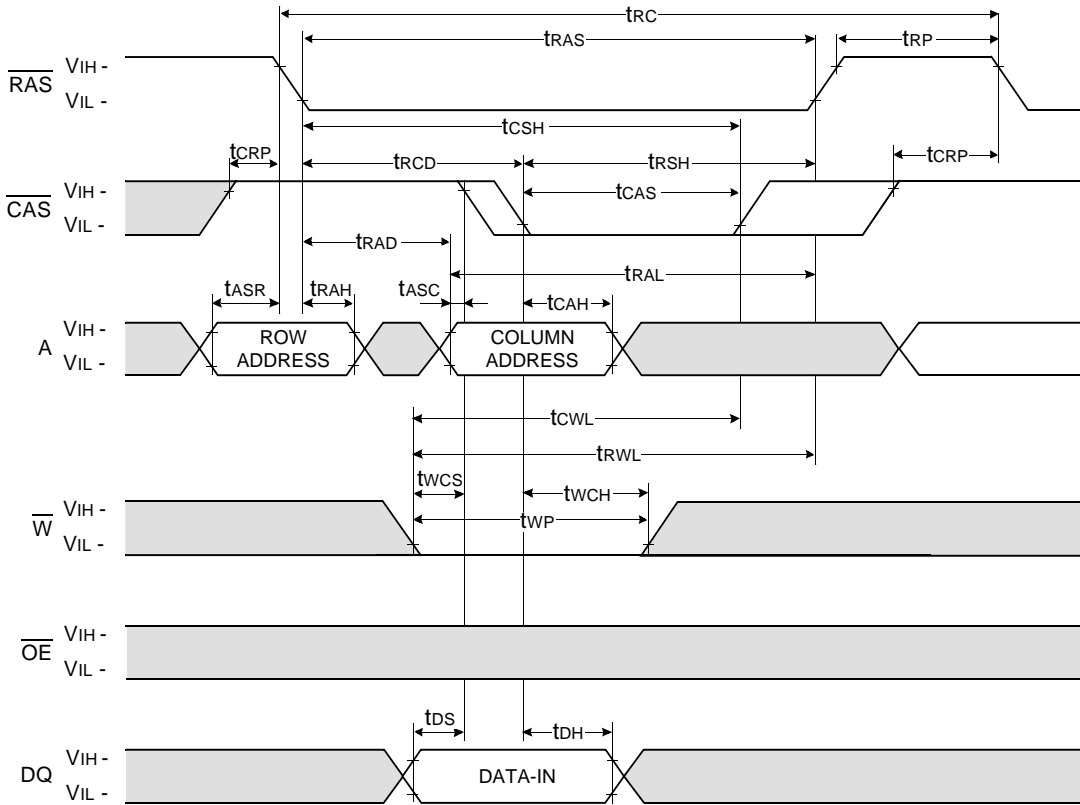 tRC
tRAS
tRP
RAS
VIH -
VIL -
tCSH
tCRP
tRCD
tRSH
tCRP
CAS
VIH -
VIL -
tCAS
tRAD
tRAL
tASR
tRAH
tASC
tCAH
A
VIH -
VIL -
ROW
ADDRESS
COLUMN
ADDRESS
tCWL
tRWL
tWCS
tWCH
W
VIH -
VIL -
tWP
OE
VIH -
VIL -
tDS
tDH
DQ
VIH -
VIL -
DATA-IN